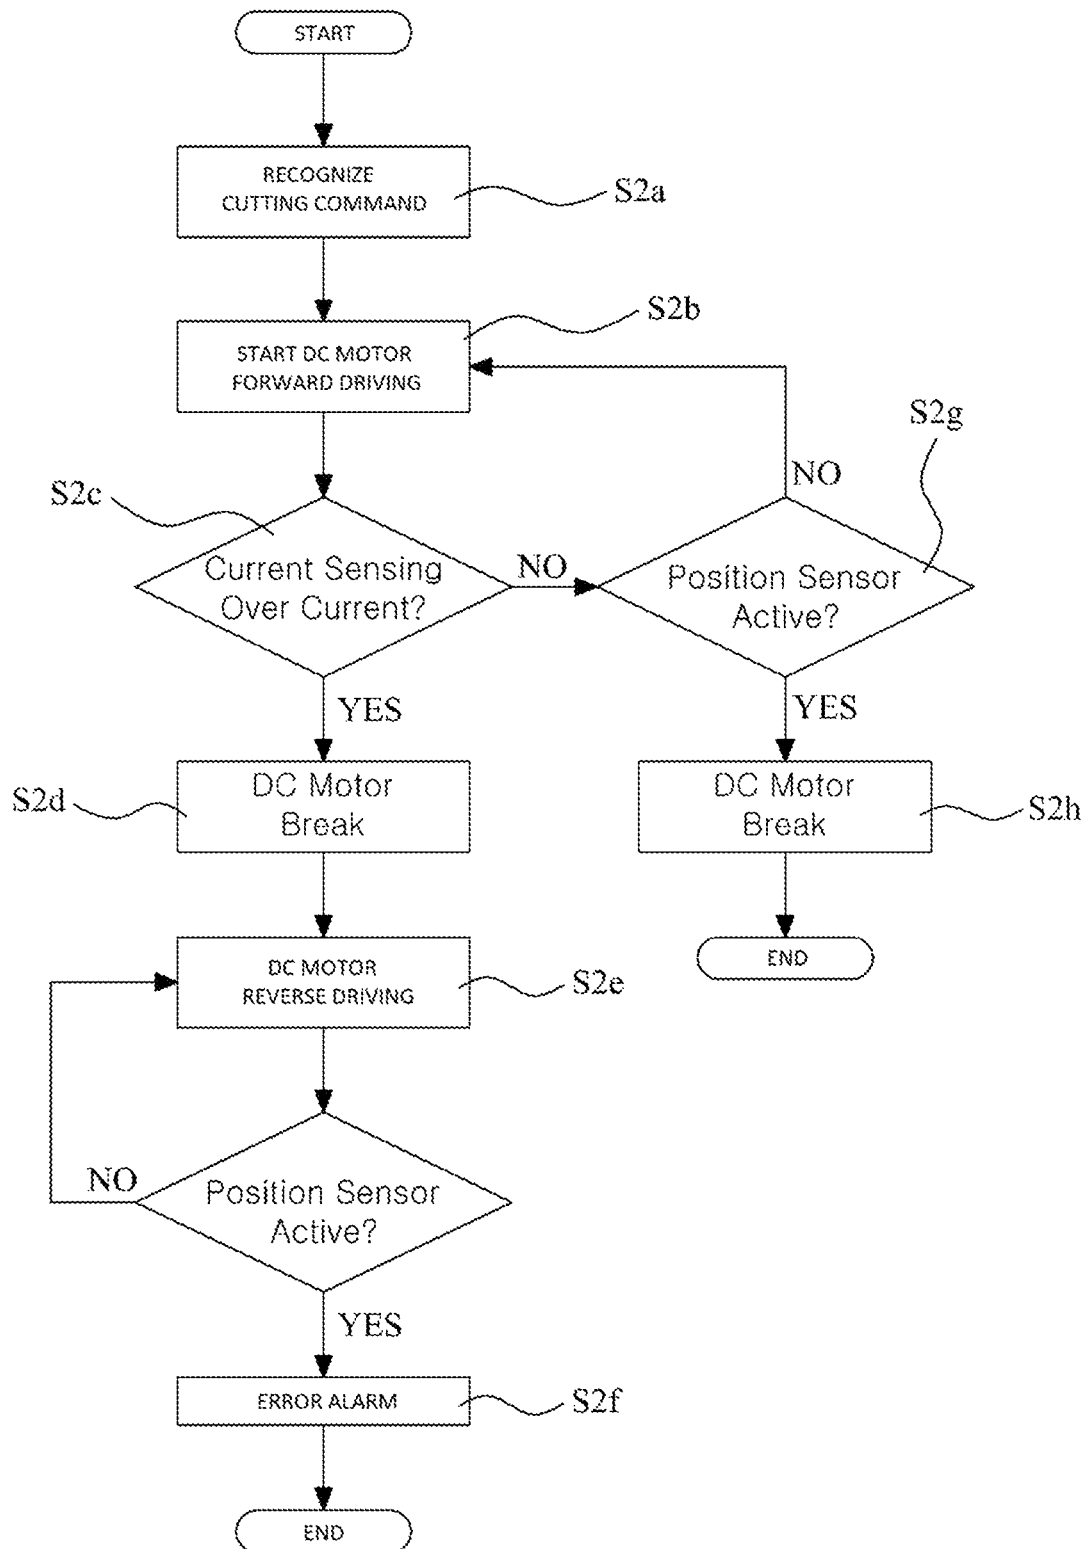 START
RECOGNIZE
CUTTING COMMAND
S2a
S2b
START DC MOTOR
FORWARD DRIVING
S2g
NO
S2c
Current Sensing
Over Current?
NO
Position Sensor
Active?
YES
YES
DC Motor
Break
S2d
DC Motor
Break
S2h
DC MOTOR
REVERSE DRIVING
S2e
END
NO
Position Sensor
Active?
YES
ERROR ALARM
S2f
END